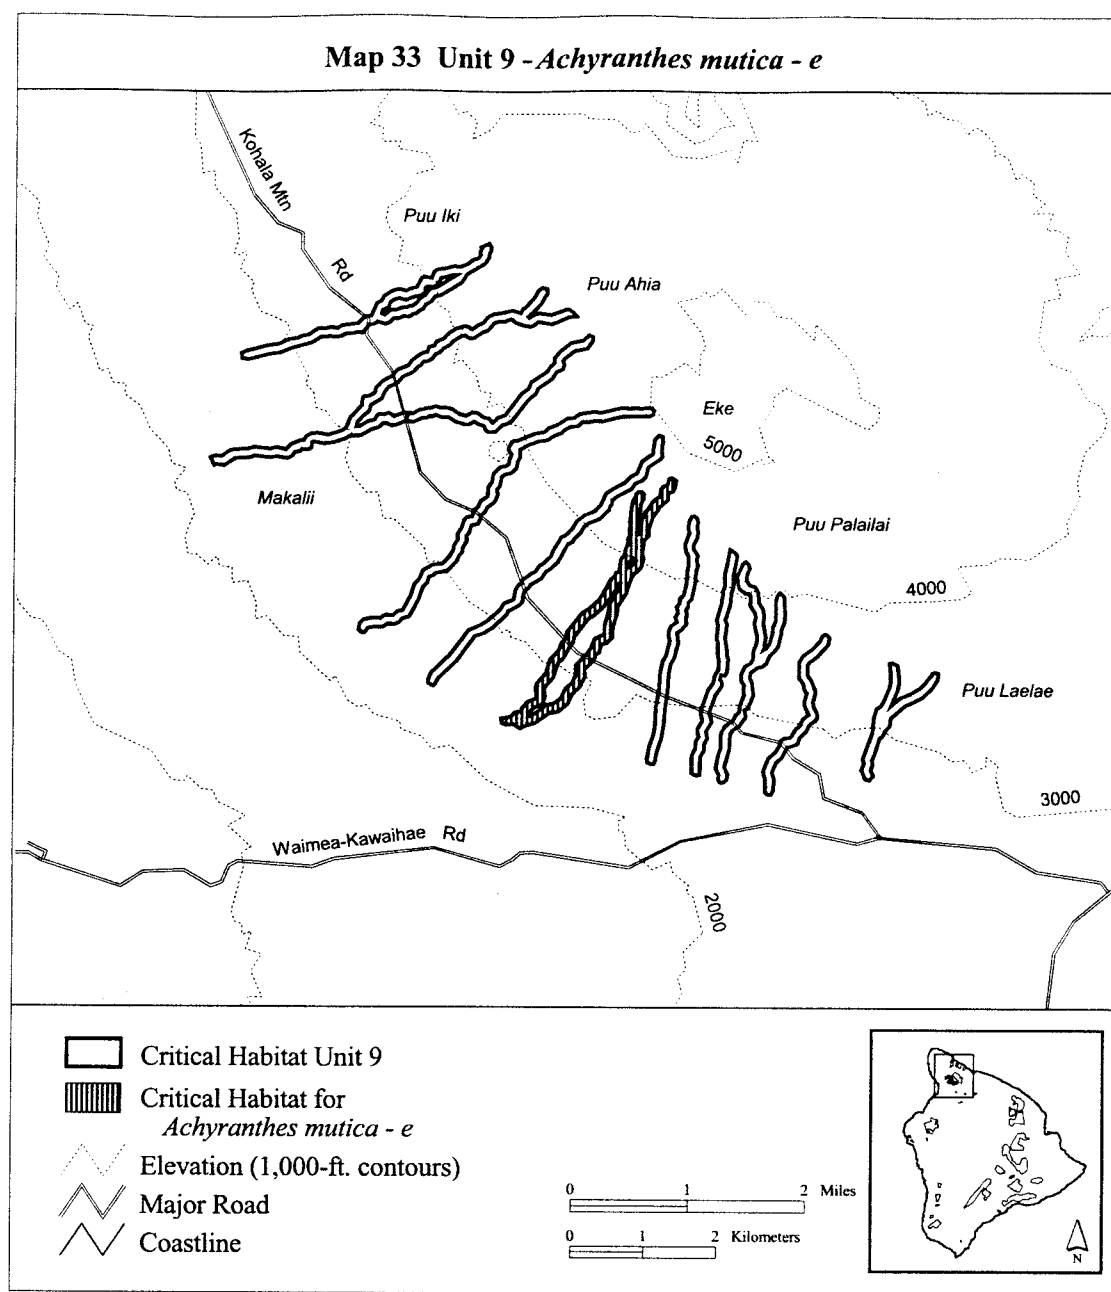 Map 33 Unit 9 - Achyranthes mutica - e
Kohala Mtn
Rd
Puu Iki
Puu Ahia
Eke
5000
Makalii
Puu Palailai
4000
Puu Laelae
3000
Waimea-Kawaihae Rd
2000
Critical Habitat Unit 9
Critical Habitat for
Achyranthes mutica - e
Elevation (1,000-ft. contours)
Major Road
Coastline
0 1 2 Miles
0 1 2 Kilometers
N